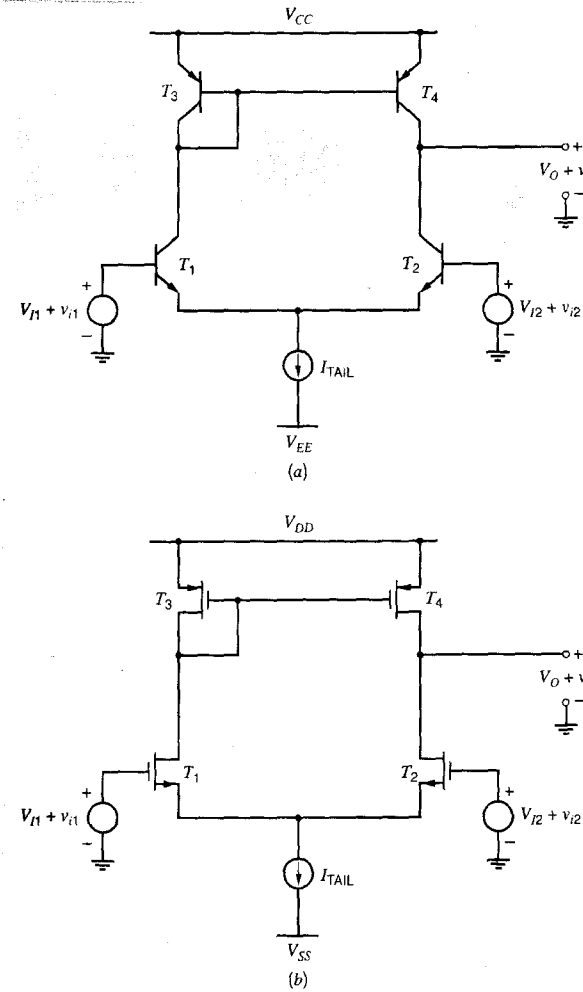 V_CC
T_3
T_4
+
V_O + v
−
T_1
T_2
+
V_I1 + v_i1
−
+
V_I2 + v_i2
−
I_TAIL
V_EE
(a)
V_DD
T_3
T_4
+
V_O + v
−
T_1
T_2
+
V_I1 + v_i1
−
+
V_I2 + v_i2
−
I_TAIL
V_SS
(b)